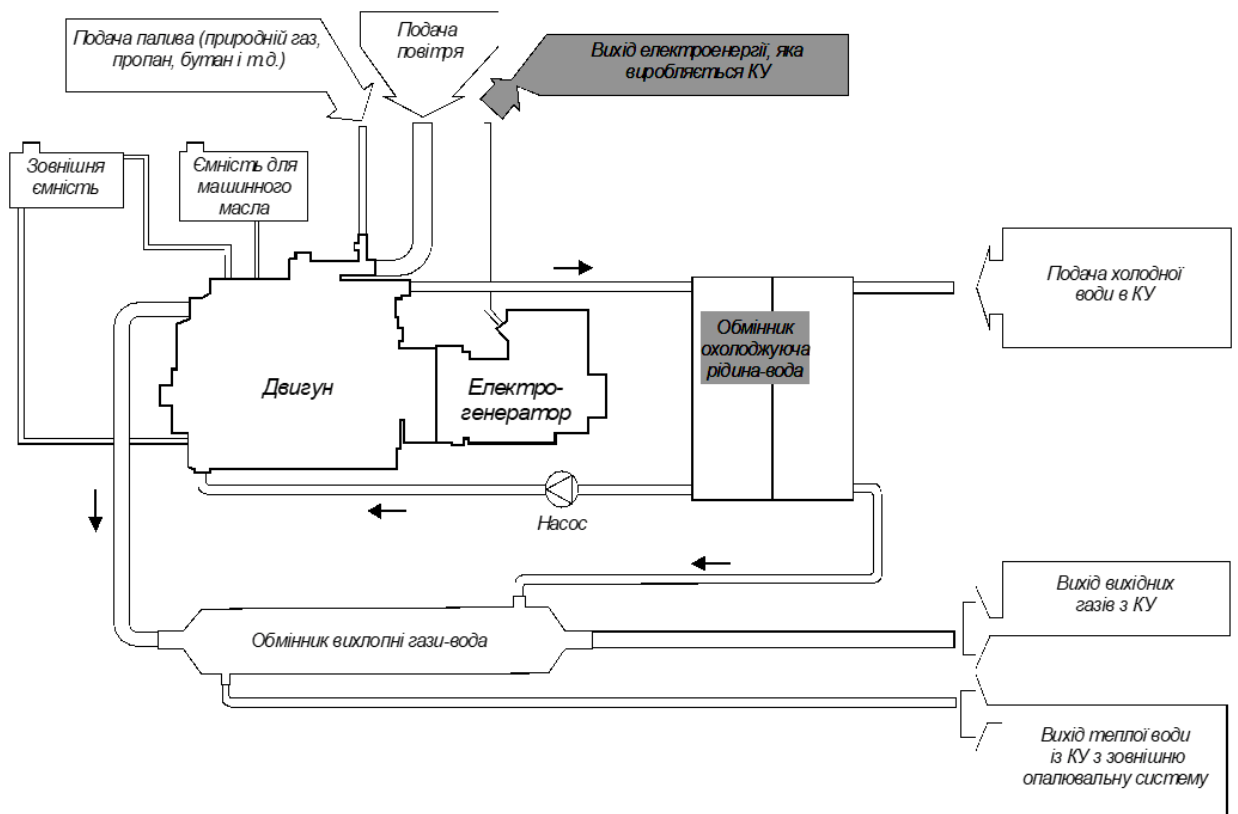 Подача палива (природній газ,
пропан, бутан і т.д.)
Подача
повітря
Вихід електроенергії, яка
виробляється КУ
Зовнішня
ємність
Ємність для
машинного
масла
Подача холодної
води в КУ
Обмінник
охолоджуюча
рідина-вода
Двигун
Електро-
генератор
Насос
Вихід вихідних
газів з КУ
Обмінник вихлопні гази-вода
Вихід теплої води
із КУ з зовнішню
опалювальну систему